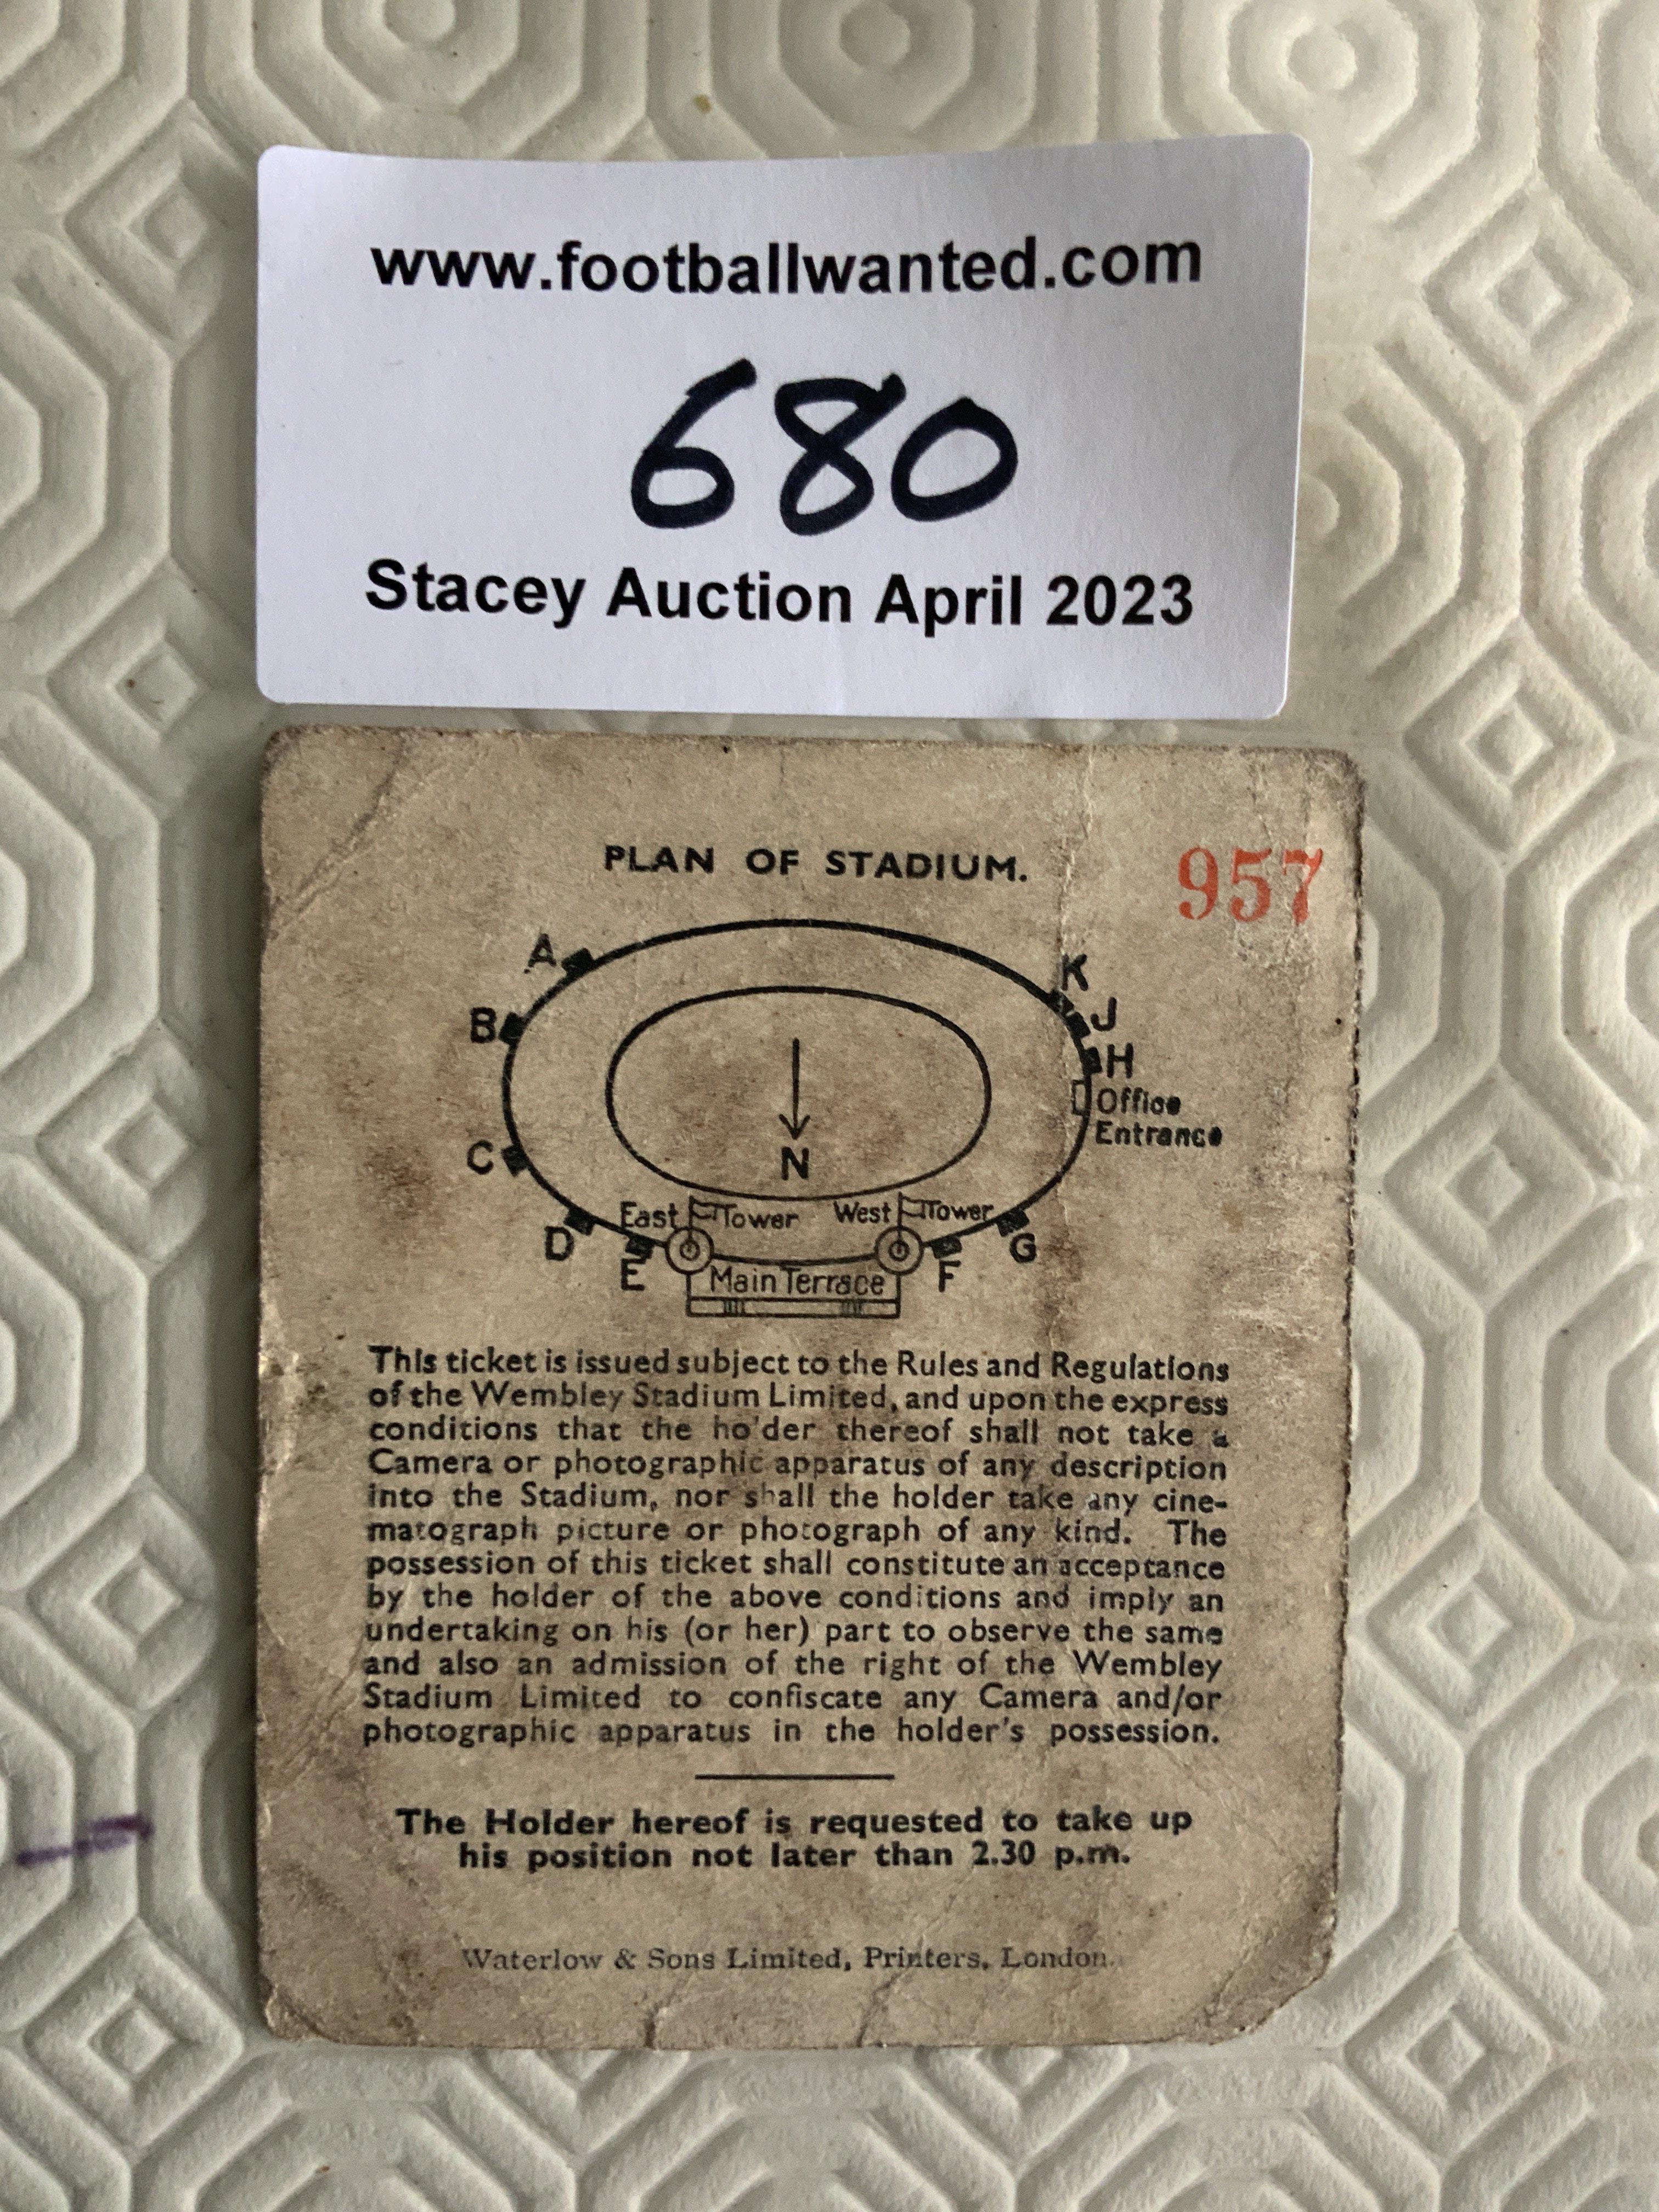 www.footballwanted.com
680
Stacey Auction April 2023
PLAN OF STADIUM.
957
A
K
B
J
H
Office
Entrance
N
C
East Tower
West Tower
D
E
Main Terrace
F
G
This ticket is issued subject to the Rules and Regulations
of the Wembley Stadium Limited, and upon the express
conditions that the ho'der thereof shall not take a
Camera or photographic apparatus of any description
into the Stadium, nor shall the holder take any cine-
matograph picture or photograph of any kind. The
possession of this ticket shall constitute an acceptance
by the holder of the above conditions and imply an
undertaking on his (or her) part to observe the same
and also an admission of the right of the Wembley
Stadium Limited to confiscate any Camera and/or
photographic apparatus in the holder's possession.
The Holder hereof is requested to take up
his position not later than 2.30 p.m.
Waterlow & Sons Limited, Printers, London.